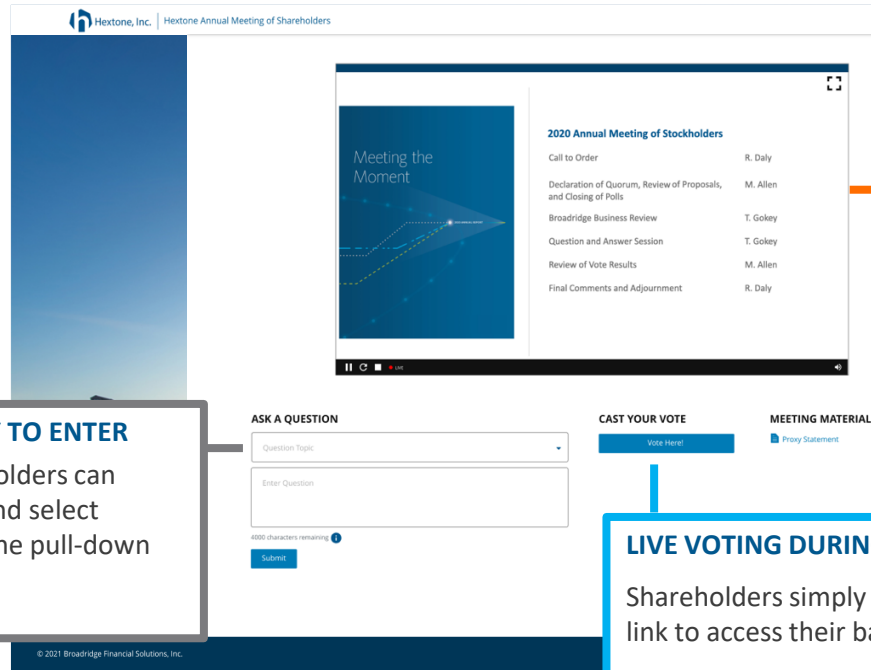 Hextone, Inc. | Hextone Annual Meeting of Shareholders
Meeting the
Moment
2020 Annual Meeting of Stockholders
Call to Order R. Daly
Declaration of Quorum, Review of Proposals, M. Allen
and Closing of Polls
Broadridge Business Review T. Gokey
Question and Answer Session T. Gokey
Review of Vote Results M. Allen
Final Comments and Adjournment R. Daly
LIVE
ASK A QUESTION
Question Topic
Enter Question
4000 characters remaining
Submit
CAST YOUR VOTE
Vote Here!
MEETING MATERIAL
Proxy Statement
TO ENTER
olders can
nd select
he pull-down
LIVE VOTING DURIN
Shareholders simply
link to access their ba
© 2021 Broadridge Financial Solutions, Inc.